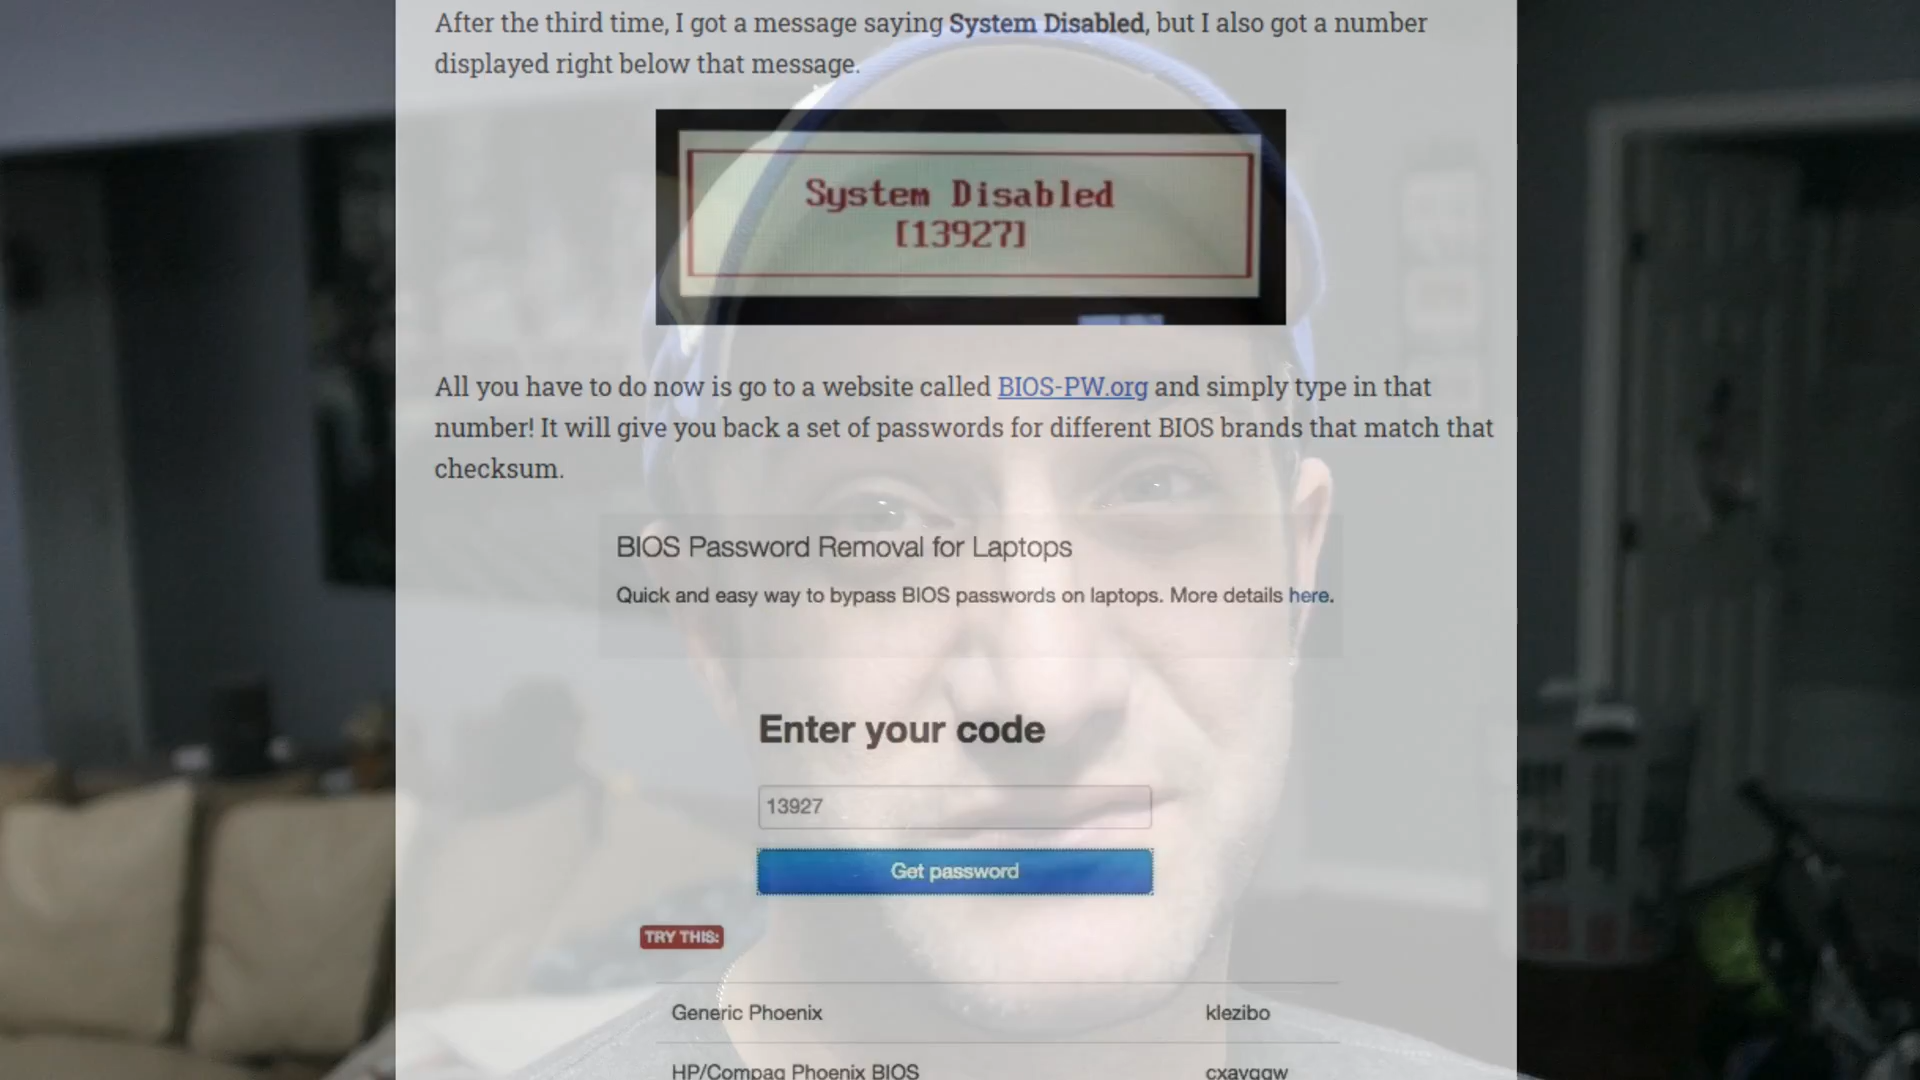 After the third time, I got a message saying System Disabled, but I also got a number
displayed right below that message.
System Disabled
[13927]
All you have to do now is go to a website called BIOS-PW.org and simply type in that
number! It will give you back a set of passwords for different BIOS brands that match that
checksum.
BIOS Password Removal for Laptops
Quick and easy way to bypass BIOS passwords on laptops. More details here.
Enter your code
13927
Get password
TRY THIS:
Generic Phoenix klezibo
HP/Compaq Phoenix BIOS